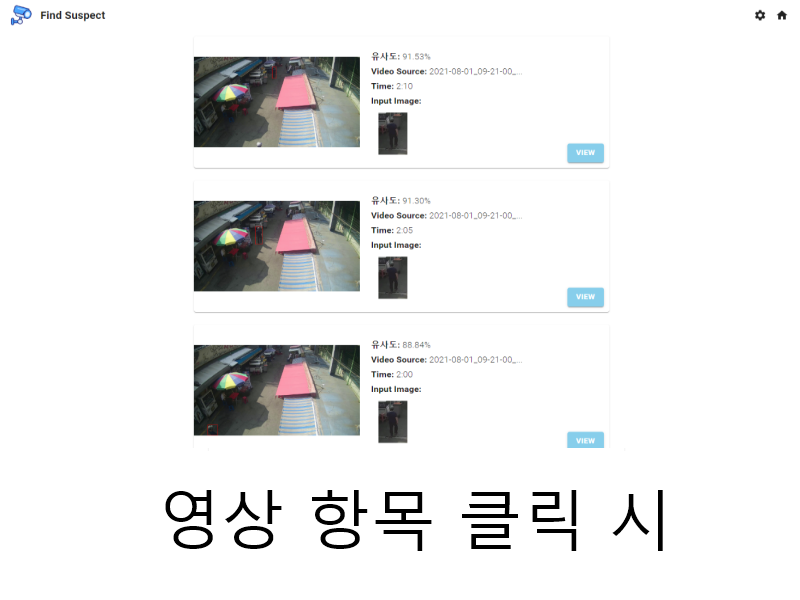 Find Suspect
유사도: 91.53%
Video Source: 2021-08-01_09-21-00_...
Time: 2:10
Input Image:
VIEW
유사도: 91.30%
Video Source: 2021-08-01_09-21-00_...
Time: 2:05
Input Image:
VIEW
유사도: 88.84%
Video Source: 2021-08-01_09-21-00_...
Time: 2:00
Input Image:
VIEW
영상 항목 클릭 시